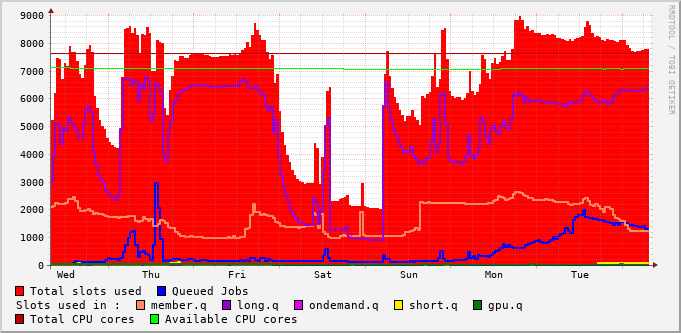 9000
8000
7000
6000
5000
4000
3000
2000
1000
0
Wed Thu Fri Sat Sun Mon Tue
RRDTOOL / TOBI OETIKER
Total slots used Queued Jobs
Slots used in : member.q long.q ondemand.q short.q gpu.q
Total CPU cores Available CPU cores